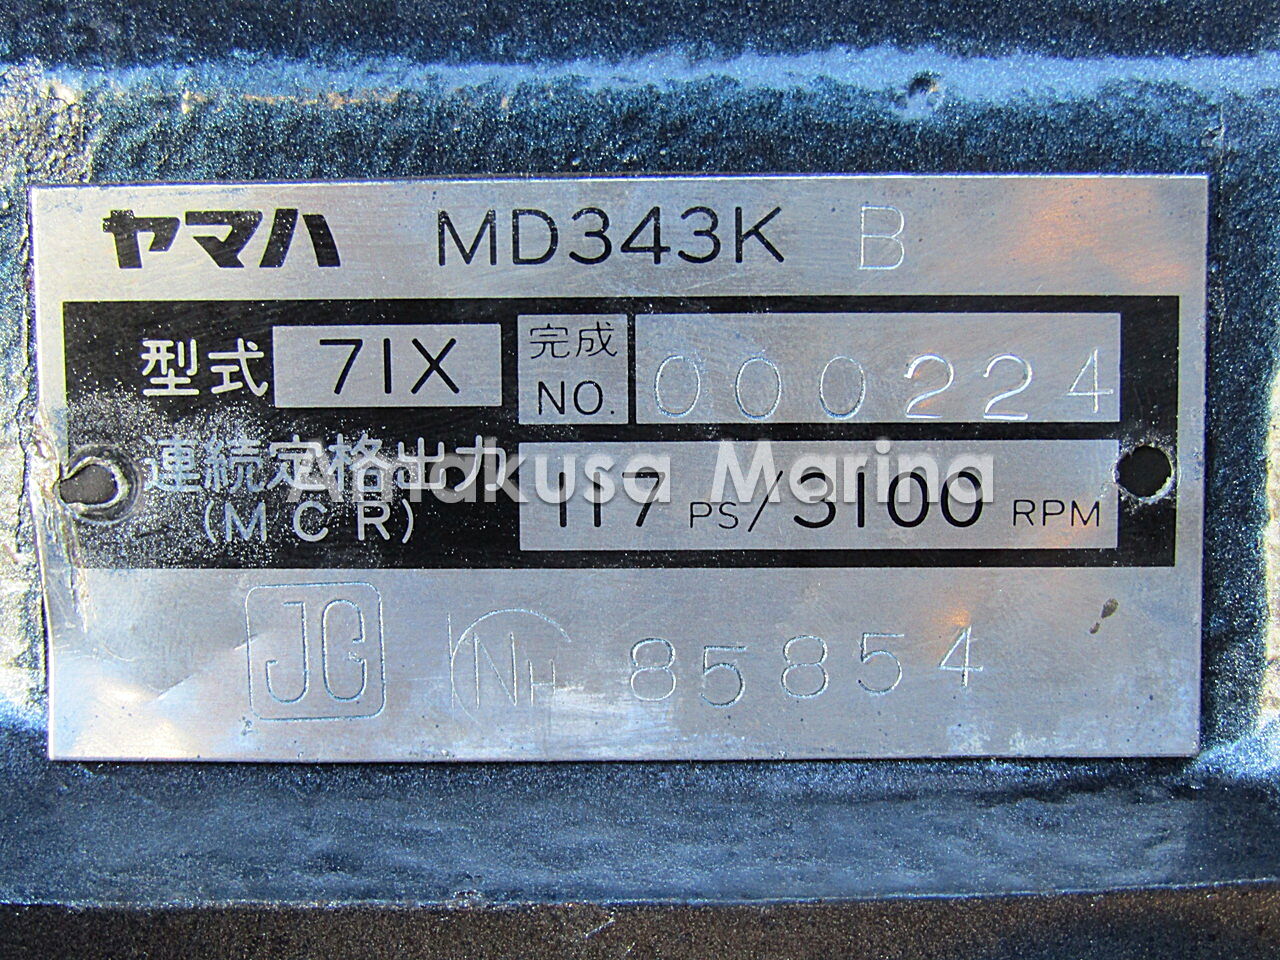 ヤマハ MD343K B
型式 71X 完成 NO. 000224
連続定格出力 (MCR) 117 PS/3100 RPM
Amakusa Marina
JG NH 85854